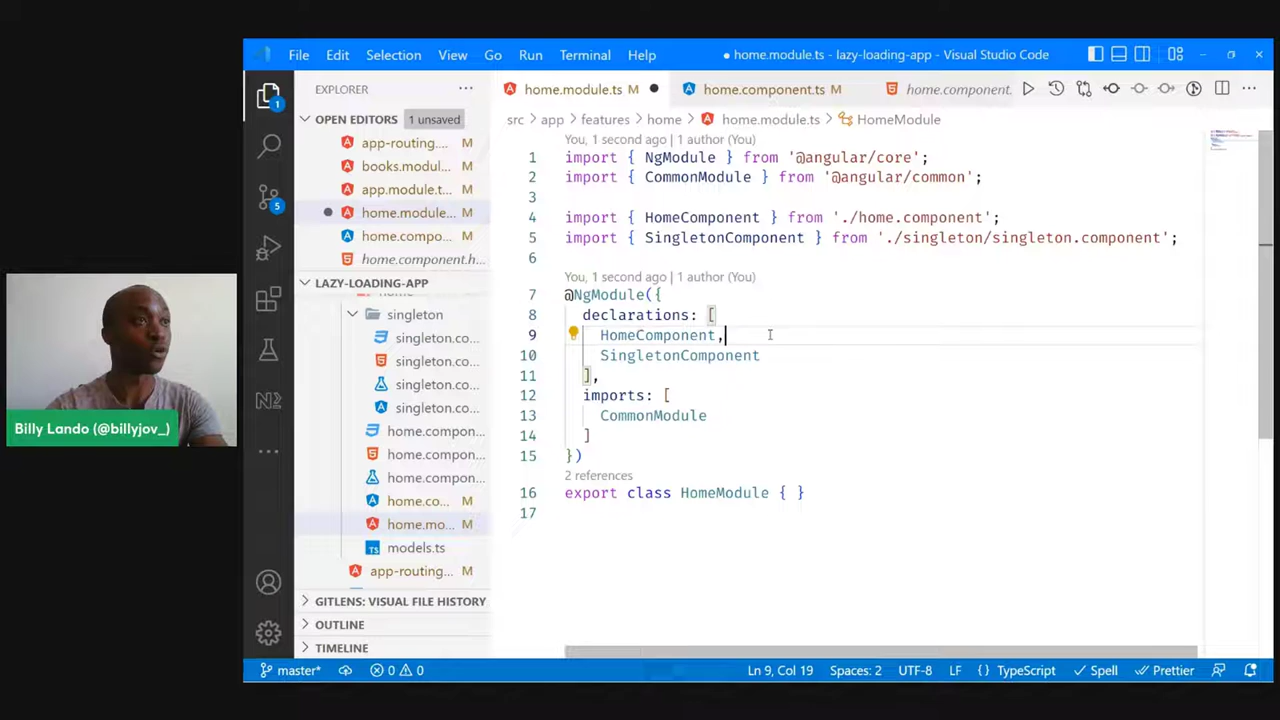 File Edit Selection View Go Run Terminal Help
home.module.ts - lazy-loading-app - Visual Studio Code
EXPLORER
home.module.ts M
home.component.ts M
home.component.
OPEN EDITORS
1 unsaved
app-routing... M
books.modul... M
app.module.t... M
home.module... M
home.compo... M
home.component.h...
LAZY-LOADING-APP
singleton
singleton.co...
singleton.co...
singleton.co...
singleton.co...
home.compon...
home.compon...
home.compon...
home.co... M
home.mo... M
models.ts
app-routing... M
GITLENS: VISUAL FILE HISTORY
OUTLINE
TIMELINE
1
5
src > app > features > home > home.module.ts > HomeModule
You, 1 second ago | 1 author (You)
1 import { NgModule } from '@angular/core';
2 import { CommonModule } from '@angular/common';
3
4 import { HomeComponent } from './home.component';
5 import { SingletonComponent } from './singleton/singleton.component';
6
You, 1 second ago | 1 author (You)
7 @NgModule({
8 declarations: [
9 HomeComponent,
10 SingletonComponent
11 ],
12 imports: [
13 CommonModule
14 ]
15 })
2 references
16 export class HomeModule { }
17
Billy Lando (@billyjov_)
master* 0 0 Ln 9, Col 19 Spaces: 2 UTF-8 LF { } TypeScript Spell Prettier